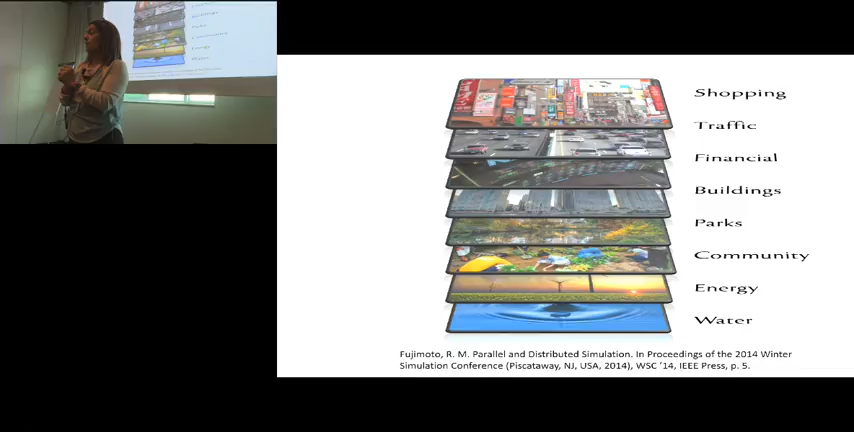 Shopping
Traffic
Financial
Buildings
Parks
Community
Energy
Water
Fujimoto, R. M. Parallel and Distributed Simulation. In Proceedings of the 2014 Winter
Simulation Conference (Piscataway, NJ, USA, 2014), WSC '14, IEEE Press, p. 5.